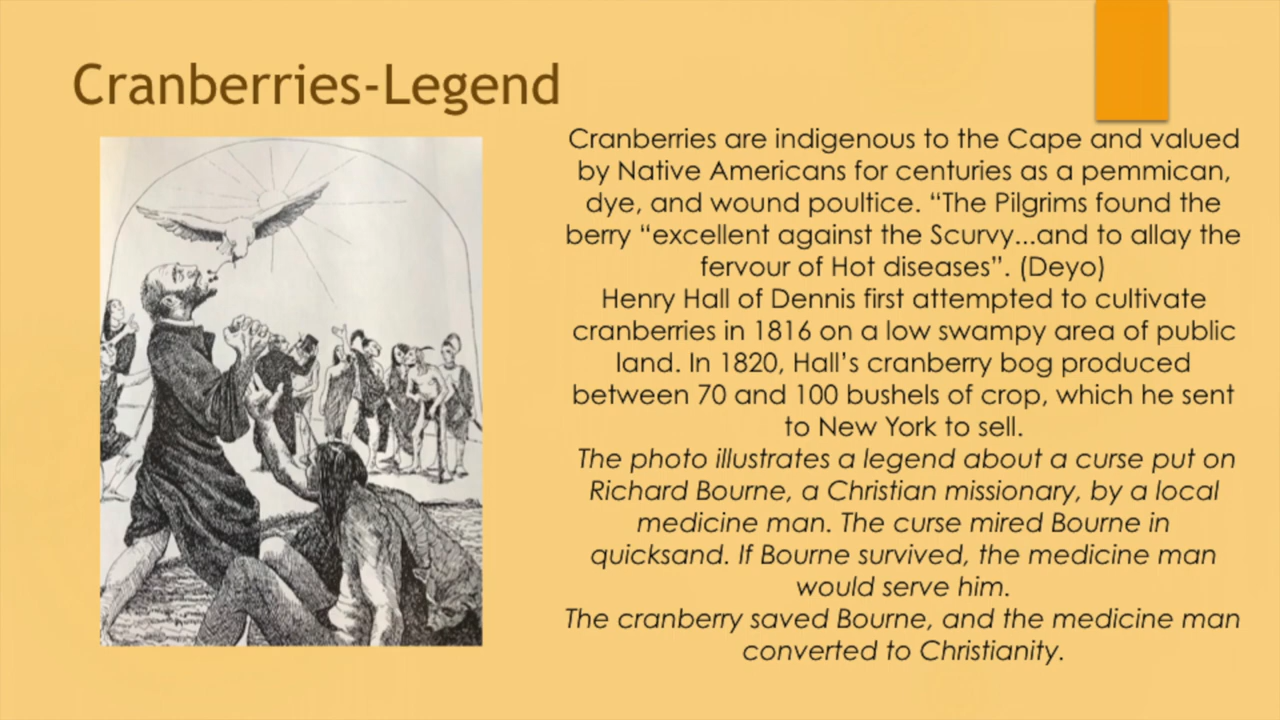 Cranberries-Legend
Cranberries are indigenous to the Cape and valued
by Native Americans for centuries as a pemmican,
dye, and wound poultice. “The Pilgrims found the
berry “excellent against the Scurvy...and to allay the
fervour of Hot diseases”. (Deyo)
Henry Hall of Dennis first attempted to cultivate
cranberries in 1816 on a low swampy area of public
land. In 1820, Hall’s cranberry bog produced
between 70 and 100 bushels of crop, which he sent
to New York to sell.
The photo illustrates a legend about a curse put on
Richard Bourne, a Christian missionary, by a local
medicine man. The curse mired Bourne in
quicksand. If Bourne survived, the medicine man
would serve him.
The cranberry saved Bourne, and the medicine man
converted to Christianity.